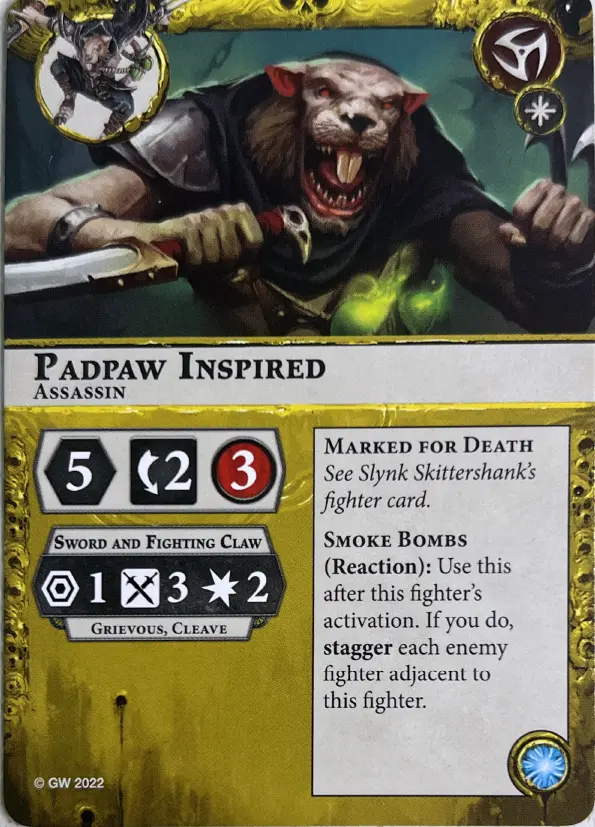 PADPAW INSPIRED
ASSASSIN
5 2 3
SWORD AND FIGHTING CLAW
1 3 2
GRIEVOUS, CLEAVE
MARKED FOR DEATH
See Slynk Skittershank's
fighter card.
SMOKE BOMBS
(Reaction): Use this
after this fighter's
activation. If you do,
stagger each enemy
fighter adjacent to
this fighter.
© GW 2022